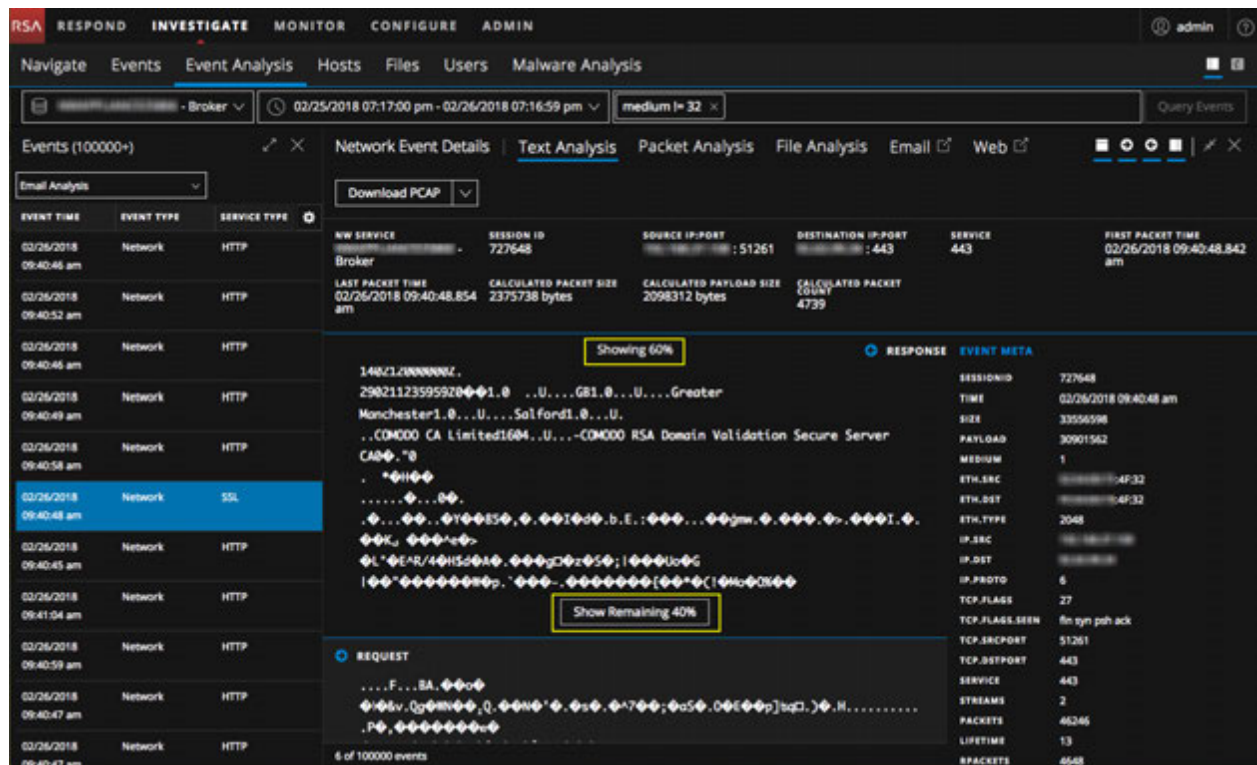 RSA RESPOND INVESTIGATE MONITOR CONFIGURE ADMIN admin
Navigate Events Event Analysis Hosts Files Users Malware Analysis
- Broker 02/25/2018 07:17:00 pm - 02/26/2018 07:16:59 pm medium != 32 × Query Events
Events (100000+)
Email Analysis
EVENT TIME EVENT TYPE SERVICE TYPE
02/26/2018 09:40:46 am Network HTTP
02/26/2018 09:40:52 am Network HTTP
02/26/2018 09:40:46 am Network HTTP
02/26/2018 09:40:49 am Network HTTP
02/26/2018 09:40:58 am Network HTTP
02/26/2018 09:40:48 am Network SSL
02/26/2018 09:40:45 am Network HTTP
02/26/2018 09:41:04 am Network HTTP
02/26/2018 09:40:59 am Network HTTP
02/26/2018 09:40:47 am Network HTTP
02/26/2018 09:40:47 am Network HTTP
Network Event Details Text Analysis Packet Analysis File Analysis Email Web
Download PCAP
NW SERVICE SESSION ID SOURCE IP:PORT DESTINATION IP:PORT SERVICE FIRST PACKET TIME
- Broker 727648 : 51261 : 443 443 02/26/2018 09:40:48.842 am
LAST PACKET TIME CALCULATED PACKET SIZE CALCULATED PAYLOAD SIZE CALCULATED PACKET COUNT
02/26/2018 09:40:48.854 am 2375738 bytes 2098312 bytes 4739
Showing 60%
RESPONSE
290211235959Z0��1.0 ..U....GB1.0...U....Greater
Manchester1.0...U....Salford1.0...U.
..COMODO CA Limited1604..U...-COMODO RSA Domain Validation Secure Server
Show Remaining 40%
REQUEST
6 of 100000 events
EVENT META
SESSIONID 727648
TIME 02/26/2018 09:40:48 am
SIZE 33556598
PAYLOAD 30901562
MEDIUM 1
ETH.SRC :4F:32
ETH.DST :4F:32
ETH.TYPE 2048
IP.SRC
IP.DST
IP.PROTO 6
TCP.FLAGS 27
TCP.FLAGS.SEEN fin syn psh ack
TCP.SRCPORT 51261
TCP.DSTPORT 443
SERVICE 443
STREAMS 2
PACKETS 46246
LIFETIME 13
RPACKETS 4648